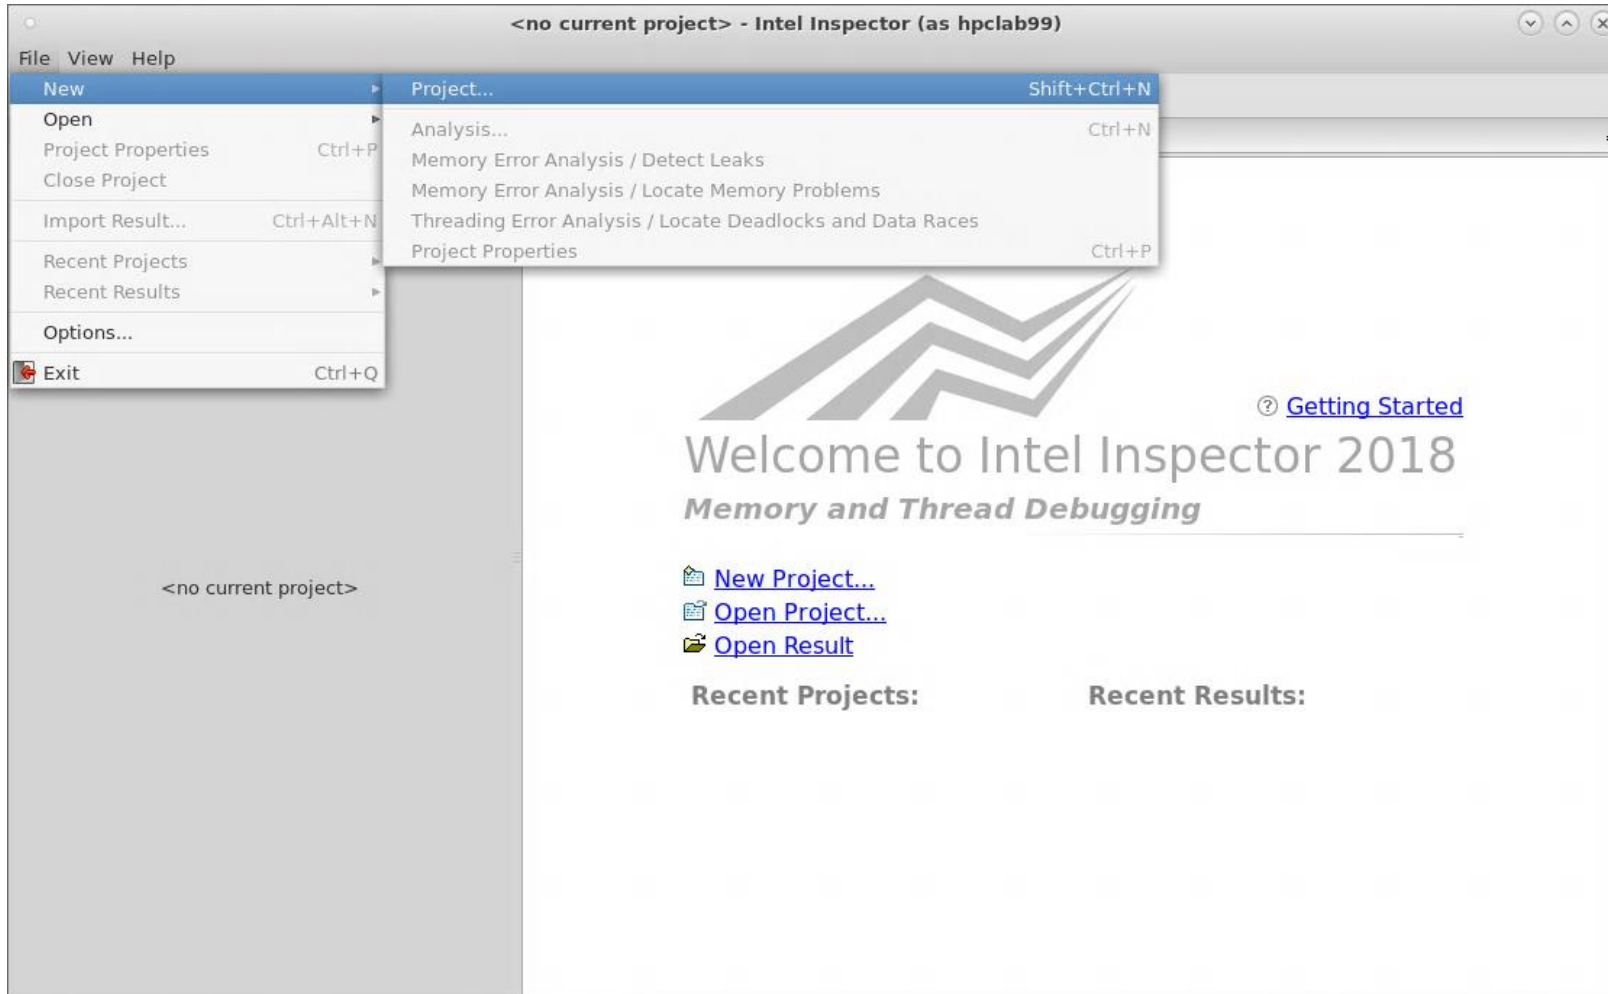 <no current project> - Intel Inspector (as hpclab99)
File View Help
New
Open
Project Properties Ctrl+P
Close Project
Import Result... Ctrl+Alt+N
Recent Projects
Recent Results
Options...
Exit Ctrl+Q
Project... Shift+Ctrl+N
Analysis... Ctrl+N
Memory Error Analysis / Detect Leaks
Memory Error Analysis / Locate Memory Problems
Threading Error Analysis / Locate Deadlocks and Data Races
Project Properties Ctrl+P
<no current project>
Getting Started
Welcome to Intel Inspector 2018
Memory and Thread Debugging
New Project...
Open Project...
Open Result
Recent Projects: Recent Results: